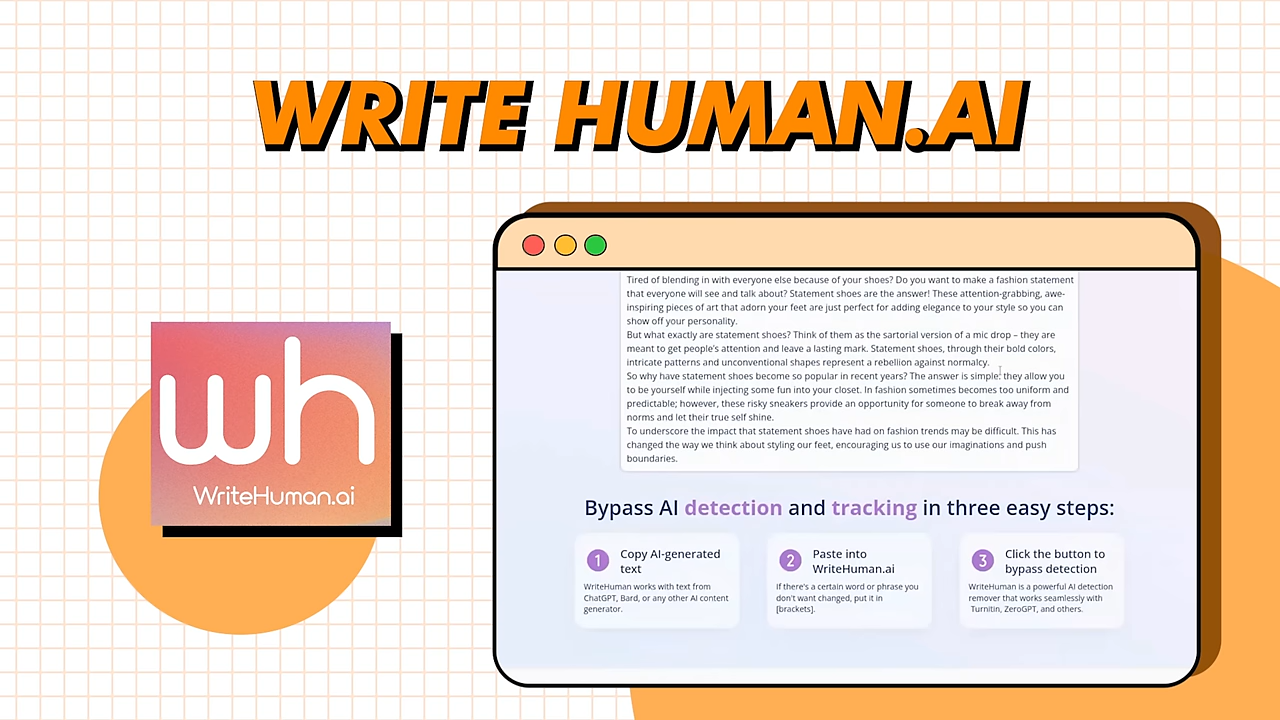 WRITE HUMAN.AI
wh
WriteHuman.ai
Tired of blending in with everyone else because of your shoes? Do you want to make a fashion statement
that everyone will see and talk about? Statement shoes are the answer! These attention-grabbing, awe-
inspiring pieces of art that adorn your feet are just perfect for adding elegance to your style so you can
show off your personality.
But what exactly are statement shoes? Think of them as the sartorial version of a mic drop – they are
meant to get people's attention and leave a lasting mark. Statement shoes, through their bold colors,
intricate patterns and unconventional shapes represent a rebellion against normalcy.
So why have statement shoes become so popular in recent years? The answer is simple: they allow you
to be yourself while injecting some fun into your closet. In fashion sometimes becomes too uniform and
predictable; however, these risky sneakers provide an opportunity for someone to break away from
norms and let their true self shine.
To underscore the impact that statement shoes have had on fashion trends may be difficult. This has
changed the way we think about styling our feet, encouraging us to use our imaginations and push
boundaries.
Bypass AI detection and tracking in three easy steps:
1 Copy AI-generated
text
WriteHuman works with text from
ChatGPT, Bard, or any other AI content
generator.
2 Paste into
WriteHuman.ai
If there's a certain word or phrase you
don't want changed, put it in
[brackets].
3 Click the button to
bypass detection
WriteHuman is a powerful AI detection
remover that works seamlessly with
Turnitin, ZeroGPT, and others.